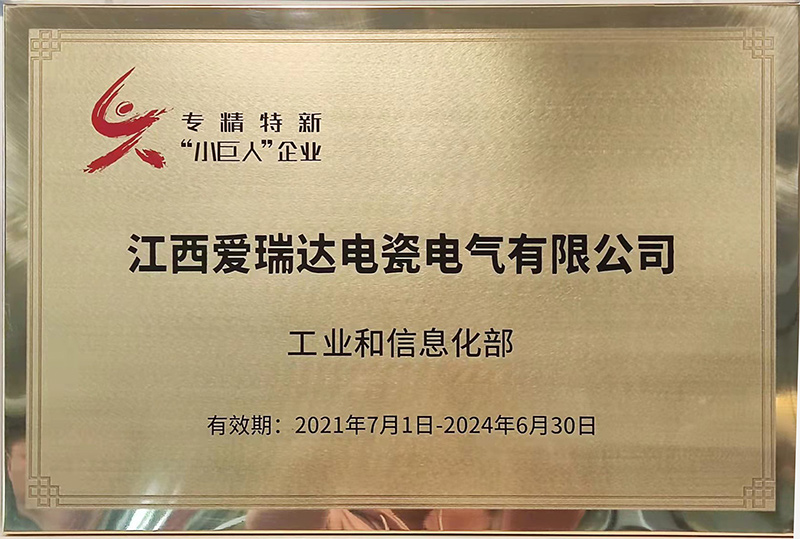 专精特新
“小巨人”企业
江西爱瑞达电瓷电气有限公司
工业和信息化部
有效期：2021年7月1日-2024年6月30日